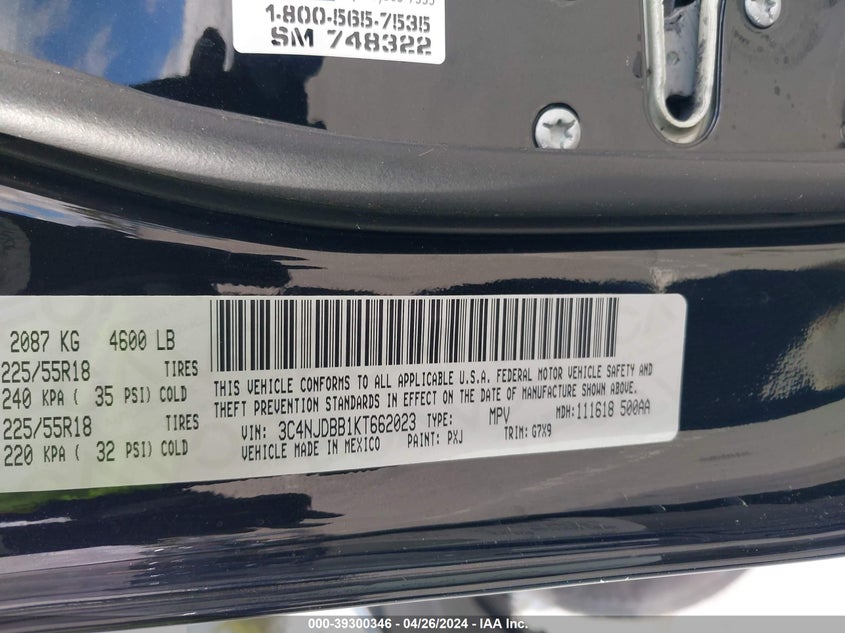 1-800-565-7535
SM 748322
2087 KG 4600 LB
225/55R18 TIRES
240 KPA ( 35 PSI) COLD
225/55R18 TIRES
220 KPA ( 32 PSI) COLD
THIS VEHICLE CONFORMS TO ALL APPLICABLE U.S.A. FEDERAL MOTOR VEHICLE SAFETY AND
THEFT PREVENTION STANDARDS IN EFFECT ON THE DATE OF MANUFACTURE SHOWN ABOVE.
VIN: 3C4NJDBB1KT662023 TYPE: MPV MDH:111618 500AA
VEHICLE MADE IN MEXICO PAINT: PXJ TRIM: G7X9
000-39300346 - 04/26/2024 - IAA Inc.